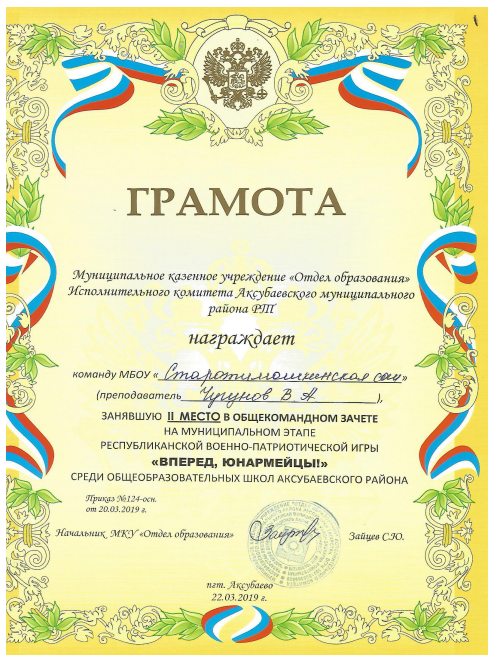 ГРАМОТА
Муниципальное казенное учреждение «Отдел образования»
Исполнительного комитета Аксубаевского муниципального
района РТ
награждает
команду МБОУ « Старотимошкинская сош»
(преподаватель Чугунов В А ),
ЗАНЯВШУЮ II МЕСТО В ОБЩЕКОМАНДНОМ ЗАЧЕТЕ
НА МУНИЦИПАЛЬНОМ ЭТАПЕ
РЕСПУБЛИКАНСКОЙ ВОЕННО-ПАТРИОТИЧЕСКОЙ ИГРЫ
«ВПЕРЕД, ЮНАРМЕЙЦЫ!»
СРЕДИ ОБЩЕОБРАЗОВАТЕЛЬНЫХ ШКОЛ АКСУБАЕВСКОГО РАЙОНА
Приказ №124-осн.
от 20.03.2019 г.
Начальник МКУ «Отдел образования» Зайцев С.Ю.
пгт. Аксубаево
22.03.2019 г.